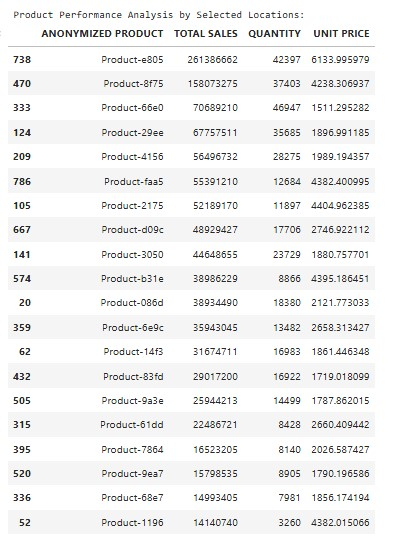 Product Performance Analysis by Selected Locations:
ANONYMIZED PRODUCT TOTAL SALES QUANTITY UNIT PRICE
738 Product-e805 261386662 42397 6133.995979
470 Product-8f75 158073275 37403 4238.306937
333 Product-66e0 70689210 46947 1511.295282
124 Product-29ee 67757511 35685 1896.991185
209 Product-4156 56496732 28275 1989.194357
786 Product-faa5 55391210 12684 4382.400995
105 Product-2175 52189170 11897 4404.962385
667 Product-d09c 48929427 17706 2746.922112
141 Product-3050 44648655 23729 1880.757701
574 Product-b31e 38986229 8866 4395.186451
20 Product-086d 38934490 18380 2121.773033
359 Product-6e9c 35943045 13482 2658.313427
62 Product-14f3 31674711 16983 1861.446348
432 Product-83fd 29017200 16922 1719.018099
505 Product-9a3e 25944213 14499 1787.862015
315 Product-61dd 22486721 8428 2660.409442
395 Product-7864 16523205 8140 2026.587427
520 Product-9ea7 15798535 8905 1790.196586
336 Product-68e7 14993405 7981 1856.174194
52 Product-1196 14140740 3260 4382.015066